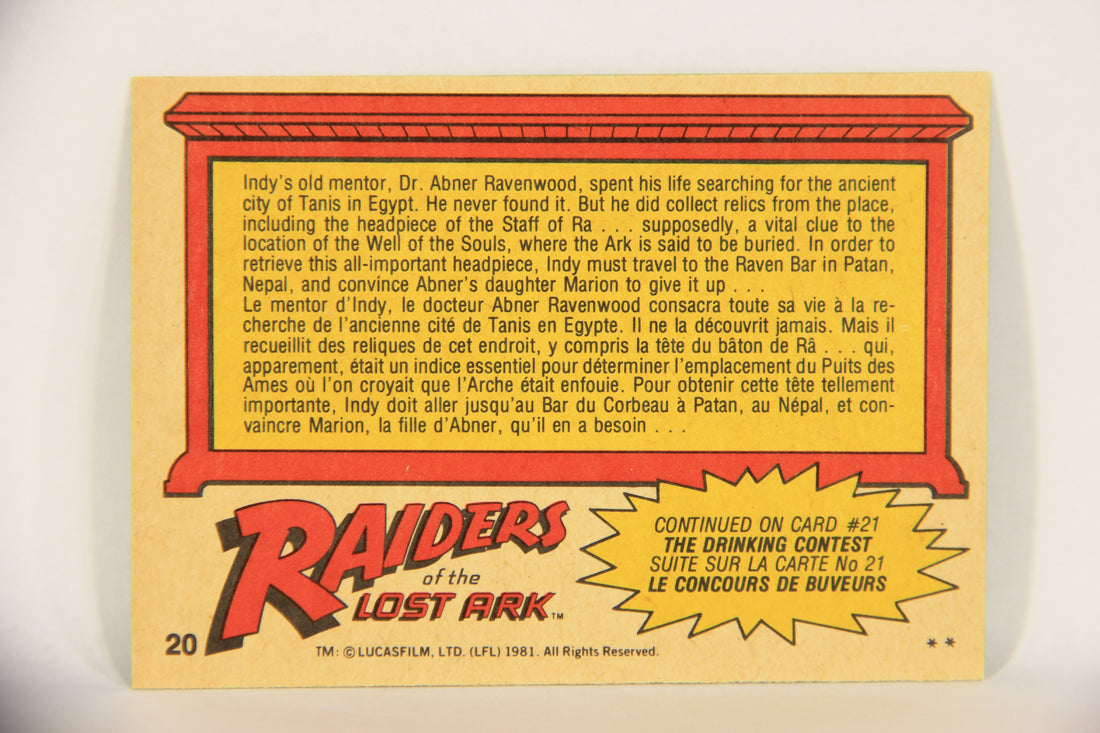 Indy's old mentor, Dr. Abner Ravenwood, spent his life searching for the ancient
city of Tanis in Egypt. He never found it. But he did collect relics from the place,
including the headpiece of the Staff of Ra . . . supposedly, a vital clue to the
location of the Well of the Souls, where the Ark is said to be buried. In order to
retrieve this all-important headpiece, Indy must travel to the Raven Bar in Patan,
Nepal, and convince Abner's daughter Marion to give it up . . .
Le mentor d'Indy, le docteur Abner Ravenwood consacra toute sa vie à la re-
cherche de l'ancienne cité de Tanis en Egypte. Il ne la découvrit jamais. Mais il
recueillit des reliques de cet endroit, y compris la tête du bâton de Râ . . . qui,
apparement, était un indice essentiel pour déterminer l'emplacement du Puits des
Ames où l'on croyait que l'Arche était enfouie. Pour obtenir cette tête tellement
importante, Indy doit aller jusqu'au Bar du Corbeau à Patan, au Népal, et con-
vaincre Marion, la fille d'Abner, qu'il en a besoin . . .
RAIDERS
of the
LOST ARK™
CONTINUED ON CARD #21
THE DRINKING CONTEST
SUITE SUR LA CARTE No 21
LE CONCOURS DE BUVEURS
20
TM: © LUCASFILM, LTD. (LFL) 1981. All Rights Reserved.
**